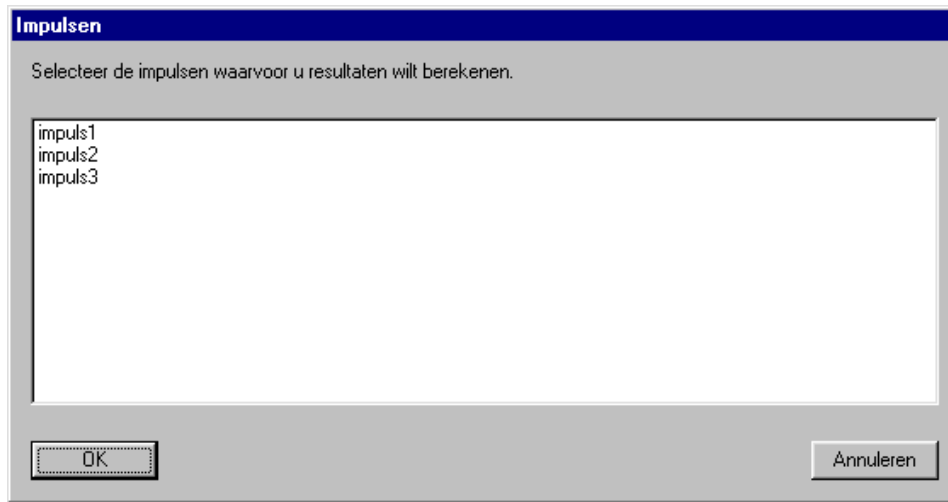 Impulsen
Selecteer de impulsen waarvoor u resultaten wilt berekenen.
impuls1
impuls2
impuls3
OK
Annuleren